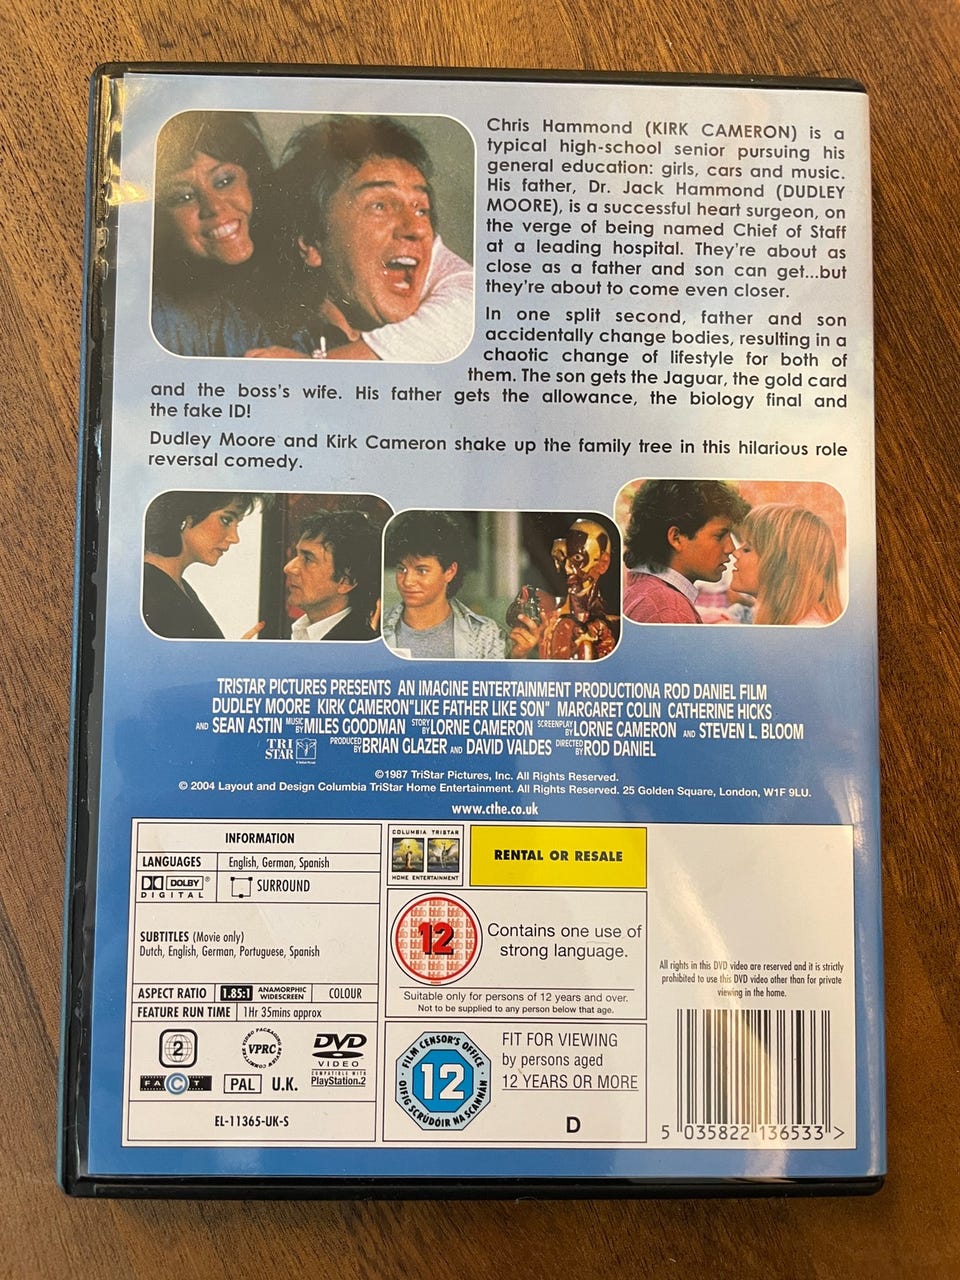 Chris Hammond (KIRK CAMERON) is a
typical high-school senior pursuing his
general education: girls, cars and music.
His father, Dr. Jack Hammond (DUDLEY
MOORE), is a successful heart surgeon, on
the verge of being named Chief of Staff
at a leading hospital. They're about as
close as a father and son can get...but
they're about to come even closer.
In one split second, father and son
accidentally change bodies, resulting in a
chaotic change of lifestyle for both of
them. The son gets the Jaguar, the gold card
and the boss's wife. His father gets the allowance, the biology final and
the fake ID!
Dudley Moore and Kirk Cameron shake up the family tree in this hilarious role
reversal comedy.
TRISTAR PICTURES PRESENTS AN IMAGINE ENTERTAINMENT PRODUCTIONA ROD DANIEL FILM
DUDLEY MOORE KIRK CAMERON"LIKE FATHER LIKE SON" MARGARET COLIN CATHERINE HICKS
AND SEAN ASTIN MUSIC BY MILES GOODMAN STORY BY LORNE CAMERON SCREENPLAY BY LORNE CAMERON AND STEVEN L. BLOOM
TRI STAR PRODUCED BY BRIAN GLAZER AND DAVID VALDES DIRECTED BY ROD DANIEL
©1987 TriStar Pictures, Inc. All Rights Reserved.
© 2004 Layout and Design Columbia TriStar Home Entertainment. All Rights Reserved. 25 Golden Square, London, W1F 9LU.
www.cthe.co.uk
INFORMATION
LANGUAGES English, German, Spanish
DOLBY DIGITAL SURROUND
SUBTITLES (Movie only)
Dutch, English, German, Portuguese, Spanish
ASPECT RATIO 1.85:1 ANAMORPHIC WIDESCREEN COLOUR
FEATURE RUN TIME 1Hr 35mins approx
2 VIDEO PACKAGING REVIEW COMMITTEE VPRC DVD VIDEO
FACT PAL U.K. COMPATIBLE WITH PlayStation.2
EL-11365-UK-S
COLUMBIA TRISTAR
HOME ENTERTAINMENT
RENTAL OR RESALE
12
Contains one use of
strong language.
Suitable only for persons of 12 years and over.
Not to be supplied to any person below that age.
FILM CENSOR'S OFFICE
12
OIFIG SCRÚDÓIR NA SCANNÁN
FIT FOR VIEWING
by persons aged
12 YEARS OR MORE
D
All rights in this DVD video are reserved and it is strictly
prohibited to use this DVD video other than for private
viewing in the home.
5 035822 136533 >